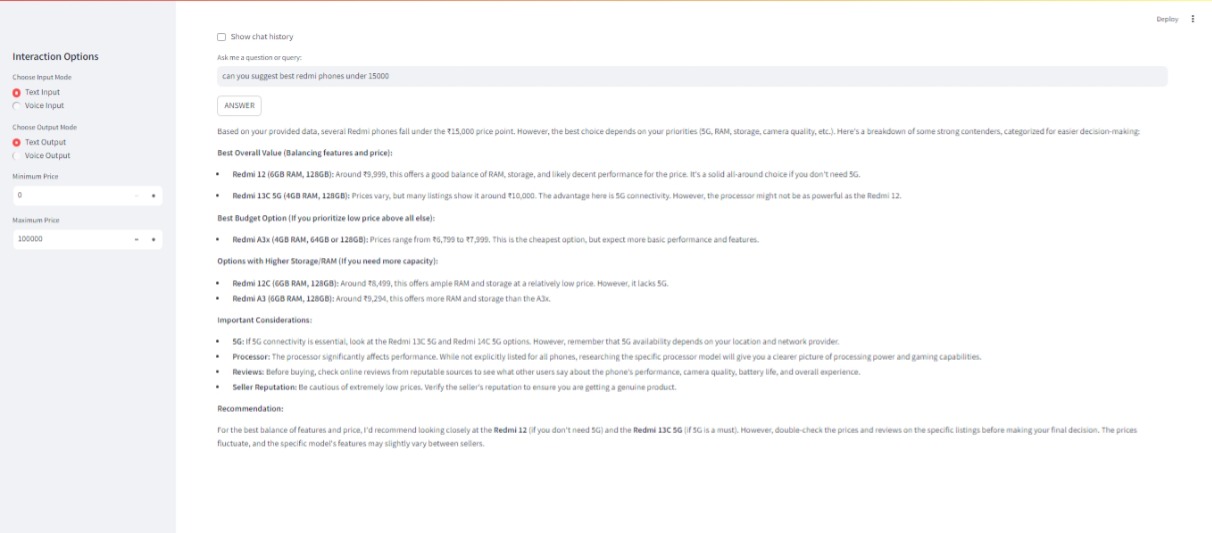 Deploy
Interaction Options
Choose Input Mode
Text Input
Voice Input
Choose Output Mode
Text Output
Voice Output
Minimum Price
0
Maximum Price
100000
Show chat history
Ask me a question or query:
can you suggest best redmi phones under 15000
ANSWER
Based on your provided data, several Redmi phones fall under the ₹15,000 price point. However, the best choice depends on your priorities (5G, RAM, storage, camera quality, etc.). Here's a breakdown of some strong contenders, categorized for easier decision-making:
Best Overall Value (Balancing features and price):
• Redmi 12 (6GB RAM, 128GB): Around ₹9,999, this offers a good balance of RAM, storage, and likely decent performance for the price. It's a solid all-around choice if you don't need 5G.
• Redmi 13C 5G (4GB RAM, 128GB): Prices vary, but many listings show it around ₹10,000. The advantage here is 5G connectivity. However, the processor might not be as powerful as the Redmi 12.
Best Budget Option (If you prioritize low price above all else):
• Redmi A3x (4GB RAM, 64GB or 128GB): Prices range from ₹6,799 to ₹7,999. This is the cheapest option, but expect more basic performance and features.
Options with Higher Storage/RAM (If you need more capacity):
• Redmi 12C (6GB RAM, 128GB): Around ₹8,499, this offers ample RAM and storage at a relatively low price. However, it lacks 5G.
• Redmi A3 (6GB RAM, 128GB): Around ₹9,294, this offers more RAM and storage than the A3x.
Important Considerations:
• 5G: If 5G connectivity is essential, look at the Redmi 13C 5G and Redmi 14C 5G options. However, remember that 5G availability depends on your location and network provider.
• Processor: The processor significantly affects performance. While not explicitly listed for all phones, researching the specific processor model will give you a clearer picture of processing power and gaming capabilities.
• Reviews: Before buying, check online reviews from reputable sources to see what other users say about the phone's performance, camera quality, battery life, and overall experience.
• Seller Reputation: Be cautious of extremely low prices. Verify the seller's reputation to ensure you are getting a genuine product.
Recommendation:
For the best balance of features and price, I'd recommend looking closely at the Redmi 12 (if you don't need 5G) and the Redmi 13C 5G (if 5G is a must). However, double-check the prices and reviews on the specific listings before making your final decision. The prices
fluctuate, and the specific model's features may slightly vary between sellers.